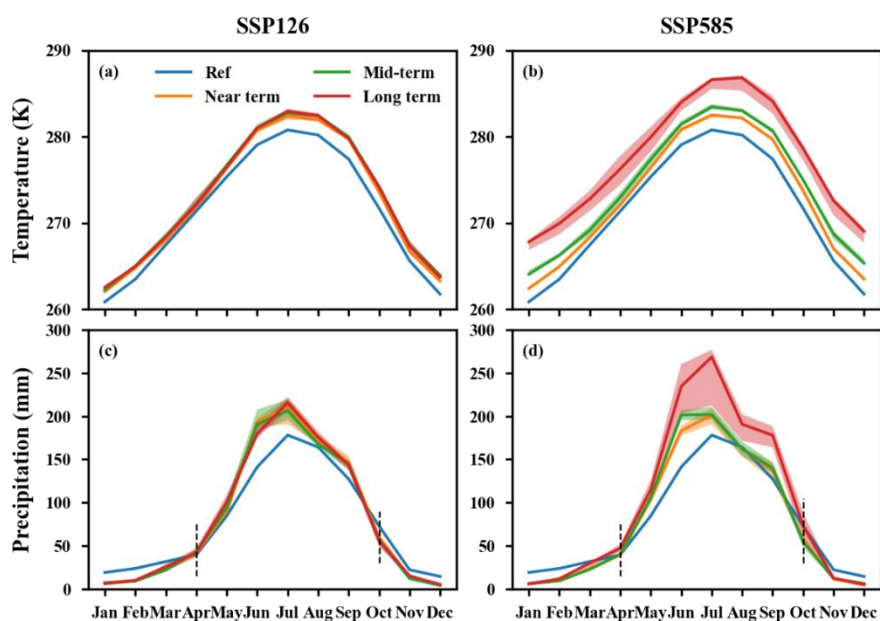 SSP126 SSP585
Temperature (K)
290
280
270
260
(a)
Ref
Near term
Mid-term
Long term
290
280
270
260
(b)
Precipitation (mm)
300
250
200
150
100
50
0
(c)
Jan Feb Mar Apr May Jun Jul Aug Sep Oct Nov Dec
300
250
200
150
100
50
0
(d)
Jan Feb Mar Apr May Jun Jul Aug Sep Oct Nov Dec